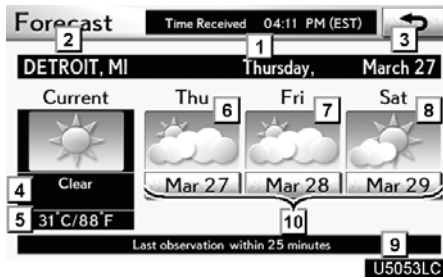 Forecast Time Received 04:11 PM (EST)
2 1 3
DETROIT, MI Thursday, March 27
Current Thu 6 Fri 7 Sat 8
4 Clear Mar 27 Mar 28 Mar 29
5 31°C/88°F 10
Last observation within 25 minutes 9
U5053LC